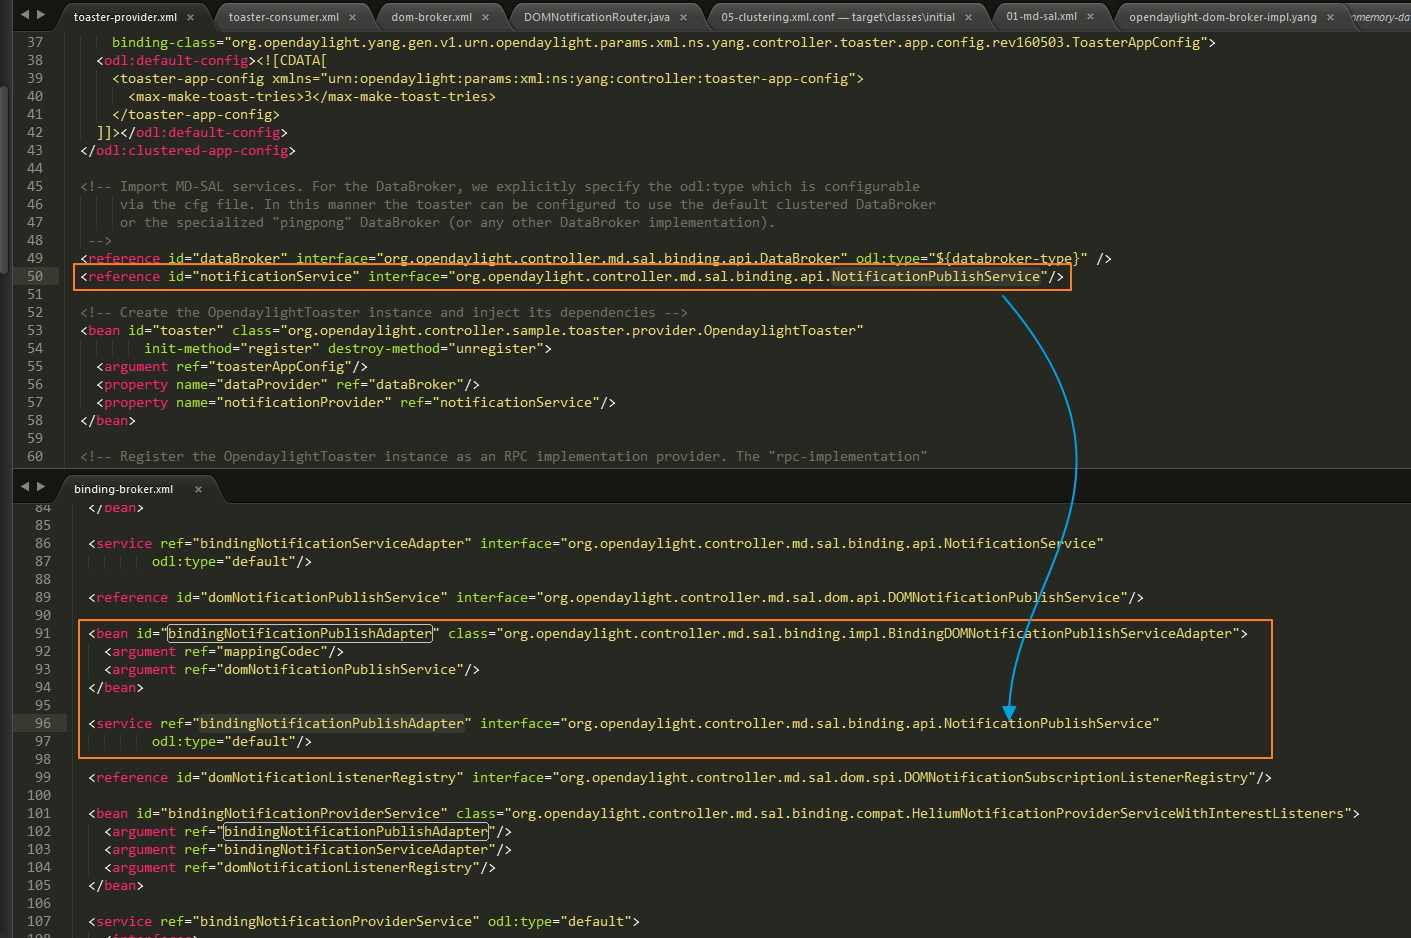 toaster-provider.xml × toaster-consumer.xml × dom-broker.xml × DOMNotificationRouter.java × 05-clustering.xml.conf — target\classes\initial × 01-md-sal.xml × opendaylight-dom-broker-impl.yang × nmemory-da
37 binding-class="org.opendaylight.yang.gen.v1.urn.opendaylight.params.xml.ns.yang.controller.toaster.app.config.rev160503.ToasterAppConfig">
38 <odl:default-config><![CDATA[
39 <toaster-app-config xmlns="urn:opendaylight:params:xml:ns:yang:controller:toaster-app-config">
40 <max-make-toast-tries>3</max-make-toast-tries>
41 </toaster-app-config>
42 ]]></odl:default-config>
43 </odl:clustered-app-config>
44
45 <!-- Import MD-SAL services. For the DataBroker, we explicitly specify the odl:type which is configurable
46 via the cfg file. In this manner the toaster can be configured to use the default clustered DataBroker
47 or the specialized "pingpong" DataBroker (or any other DataBroker implementation).
48 -->
49 <reference id="dataBroker" interface="org.opendaylight.controller.md.sal.binding.api.DataBroker" odl:type="${databroker-type}" />
50 <reference id="notificationService" interface="org.opendaylight.controller.md.sal.binding.api.NotificationPublishService"/>
51
52 <!-- Create the OpendaylightToaster instance and inject its dependencies -->
53 <bean id="toaster" class="org.opendaylight.controller.sample.toaster.provider.OpendaylightToaster"
54 init-method="register" destroy-method="unregister">
55 <argument ref="toasterAppConfig"/>
56 <property name="dataProvider" ref="dataBroker"/>
57 <property name="notificationProvider" ref="notificationService"/>
58 </bean>
59
60 <!-- Register the OpendaylightToaster instance as an RPC implementation provider. The "rpc-implementation"
binding-broker.xml ×
84 </bean>
85
86 <service ref="bindingNotificationServiceAdapter" interface="org.opendaylight.controller.md.sal.binding.api.NotificationService"
87 odl:type="default"/>
88
89 <reference id="domNotificationPublishService" interface="org.opendaylight.controller.md.sal.dom.api.DOMNotificationPublishService"/>
90
91 <bean id="bindingNotificationPublishAdapter" class="org.opendaylight.controller.md.sal.binding.impl.BindingDOMNotificationPublishServiceAdapter">
92 <argument ref="mappingCodec"/>
93 <argument ref="domNotificationPublishService"/>
94 </bean>
95
96 <service ref="bindingNotificationPublishAdapter" interface="org.opendaylight.controller.md.sal.binding.api.NotificationPublishService"
97 odl:type="default"/>
98
99 <reference id="domNotificationListenerRegistry" interface="org.opendaylight.controller.md.sal.dom.spi.DOMNotificationSubscriptionListenerRegistry"/>
100
101 <bean id="bindingNotificationProviderService" class="org.opendaylight.controller.md.sal.binding.compat.HeliumNotificationProviderServiceWithInterestListeners">
102 <argument ref="bindingNotificationPublishAdapter"/>
103 <argument ref="bindingNotificationServiceAdapter"/>
104 <argument ref="domNotificationListenerRegistry"/>
105 </bean>
106
107 <service ref="bindingNotificationProviderService" odl:type="default">
108 <interfaces>